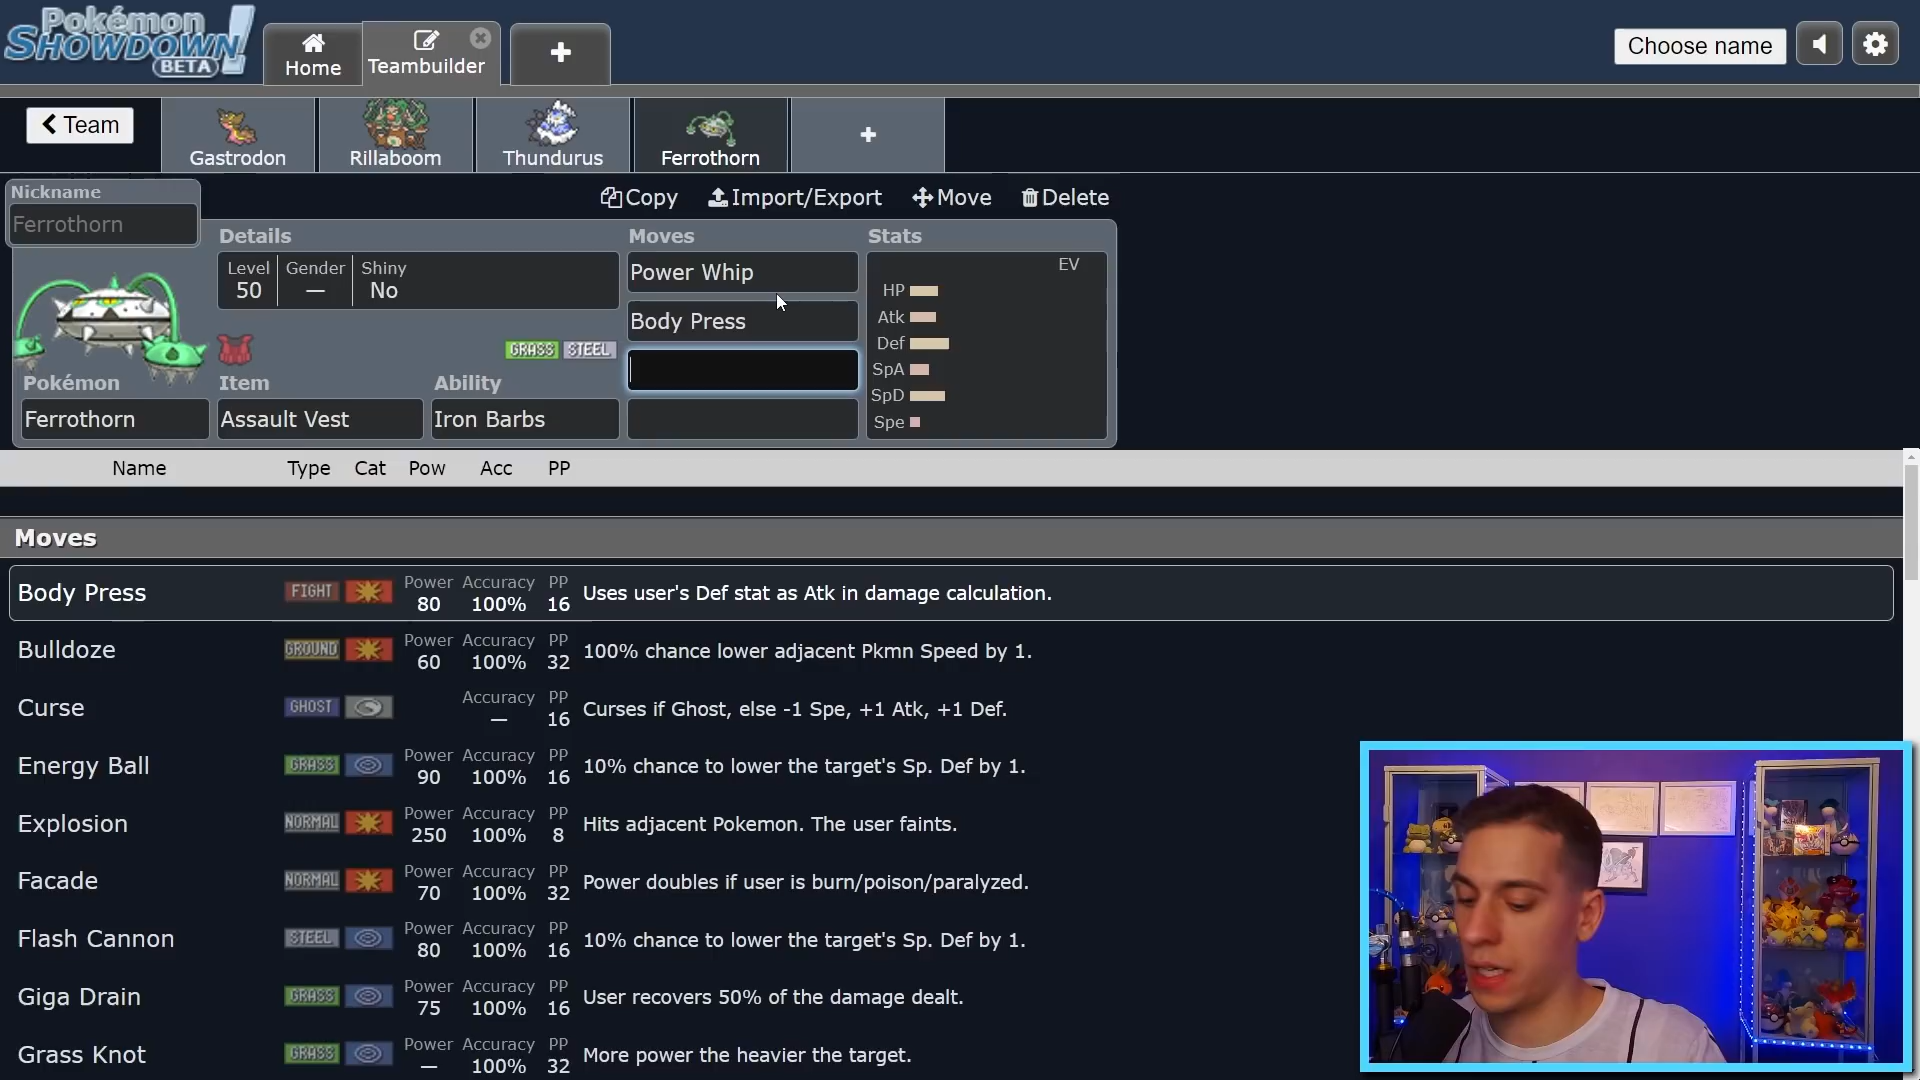 Pokémon
SHOWDOWN!
BETA
Home
Teambuilder
Choose name
Team
Gastrodon
Rillaboom
Thundurus
Ferrothorn
Nickname
Ferrothorn
Copy
Import/Export
Move
Delete
Details
Moves
Stats
Level
Gender
Shiny
50
—
No
Power Whip
EV
HP
Atk
Body Press
Def
GRASS
STEEL
SpA
Pokémon
Item
Ability
SpD
Ferrothorn
Assault Vest
Iron Barbs
Spe
Name Type Cat Pow Acc PP
Moves
Body Press FIGHT Power 80 Accuracy 100% PP 16 Uses user's Def stat as Atk in damage calculation.
Bulldoze GROUND Power 60 Accuracy 100% PP 32 100% chance lower adjacent Pkmn Speed by 1.
Curse GHOST Accuracy — PP 16 Curses if Ghost, else -1 Spe, +1 Atk, +1 Def.
Energy Ball GRASS Power 90 Accuracy 100% PP 16 10% chance to lower the target's Sp. Def by 1.
Explosion NORMAL Power 250 Accuracy 100% PP 8 Hits adjacent Pokemon. The user faints.
Facade NORMAL Power 70 Accuracy 100% PP 32 Power doubles if user is burn/poison/paralyzed.
Flash Cannon STEEL Power 80 Accuracy 100% PP 16 10% chance to lower the target's Sp. Def by 1.
Giga Drain GRASS Power 75 Accuracy 100% PP 16 User recovers 50% of the damage dealt.
Grass Knot GRASS Power — Accuracy 100% PP 32 More power the heavier the target.